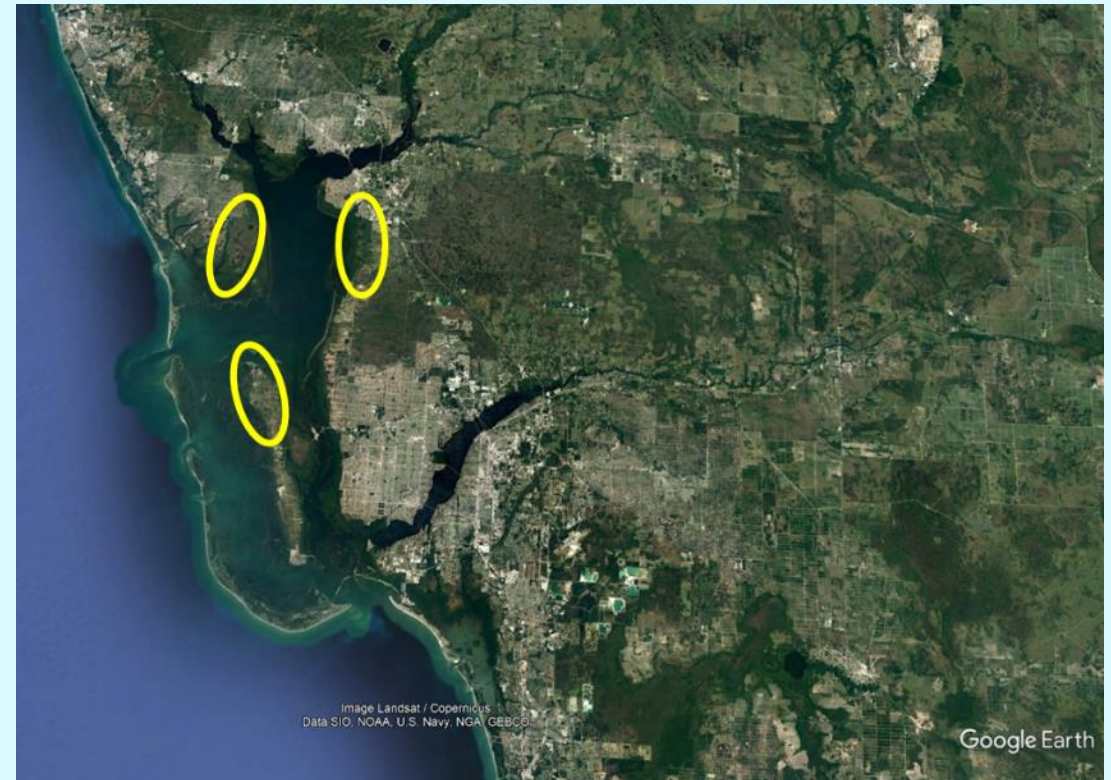 Image Landsat / Copernicus
Data SIO, NOAA, U.S. Navy, NGA, GEBCO
Google Earth